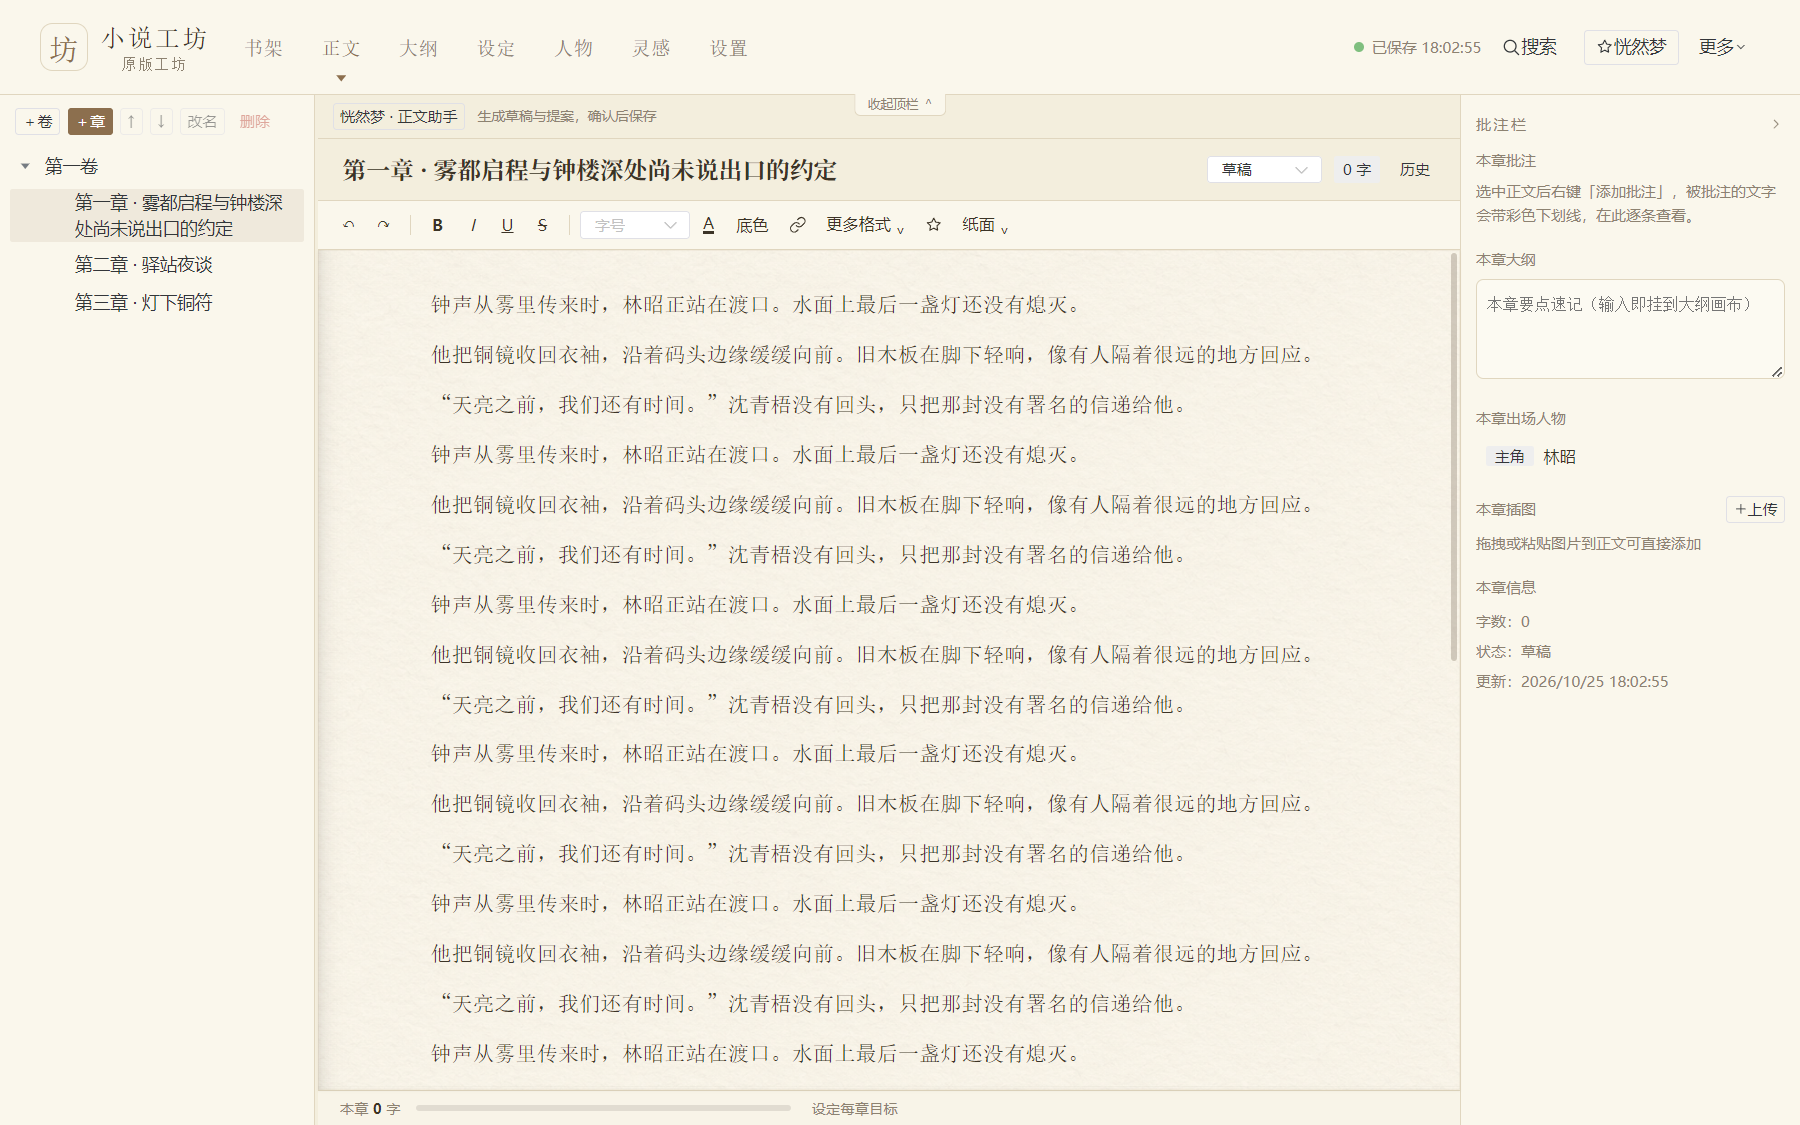 坊
小说工坊
原版工坊
书架 正文 大纲 设定 人物 灵感 设置
已保存 18:02:55 搜索 恍然梦 更多
收起顶栏 ^
+卷 +章 ↑ ↓ 改名 删除
第一卷
第一章 · 雾都启程与钟楼深
处尚未说出口的约定
第二章 · 驿站夜谈
第三章 · 灯下铜符
恍然梦 · 正文助手 生成草稿与提案，确认后保存
第一章 · 雾都启程与钟楼深处尚未说出口的约定 草稿 0 字 历史
B I U S 字号 A 底色 更多格式 纸面
钟声从雾里传来时，林昭正站在渡口。水面上最后一盏灯还没有熄灭。
他把铜镜收回衣袖，沿着码头边缘缓缓向前。旧木板在脚下轻响，像有人隔着很远的地方回应。
“天亮之前，我们还有时间。”沈青梧没有回头，只把那封没有署名的信递给他。
钟声从雾里传来时，林昭正站在渡口。水面上最后一盏灯还没有熄灭。
他把铜镜收回衣袖，沿着码头边缘缓缓向前。旧木板在脚下轻响，像有人隔着很远的地方回应。
“天亮之前，我们还有时间。”沈青梧没有回头，只把那封没有署名的信递给他。
钟声从雾里传来时，林昭正站在渡口。水面上最后一盏灯还没有熄灭。
他把铜镜收回衣袖，沿着码头边缘缓缓向前。旧木板在脚下轻响，像有人隔着很远的地方回应。
“天亮之前，我们还有时间。”沈青梧没有回头，只把那封没有署名的信递给他。
钟声从雾里传来时，林昭正站在渡口。水面上最后一盏灯还没有熄灭。
他把铜镜收回衣袖，沿着码头边缘缓缓向前。旧木板在脚下轻响，像有人隔着很远的地方回应。
“天亮之前，我们还有时间。”沈青梧没有回头，只把那封没有署名的信递给他。
钟声从雾里传来时，林昭正站在渡口。水面上最后一盏灯还没有熄灭。
他把铜镜收回衣袖，沿着码头边缘缓缓向前。旧木板在脚下轻响，像有人隔着很远的地方回应。
“天亮之前，我们还有时间。”沈青梧没有回头，只把那封没有署名的信递给他。
钟声从雾里传来时，林昭正站在渡口。水面上最后一盏灯还没有熄灭。
本章 0 字 设定每章目标
批注栏
本章批注
选中正文后右键「添加批注」，被批注的文字
会带彩色下划线，在此逐条查看。
本章大纲
本章要点速记（输入即挂到大纲画布）
本章出场人物
主角 林昭
本章插图 +上传
拖拽或粘贴图片到正文可直接添加
本章信息
字数：0
状态：草稿
更新：2026/10/25 18:02:55